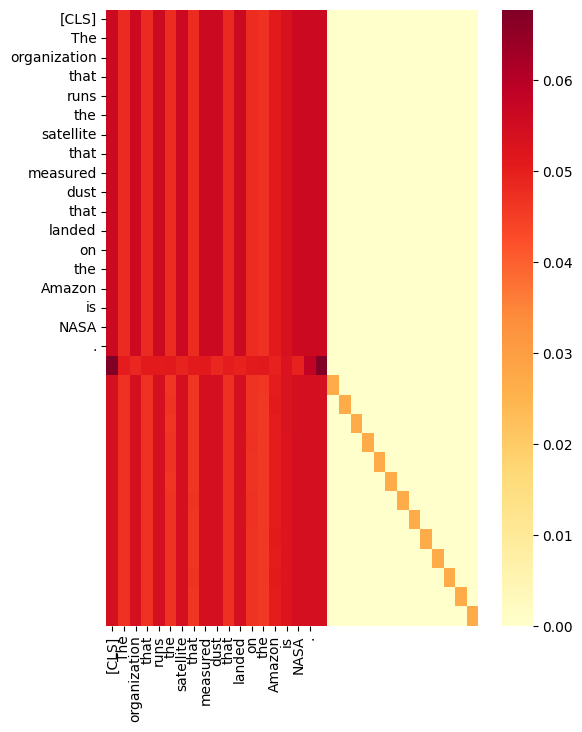 [CLS]
The
organization
that
runs
the
satellite
that
measured
dust
that
landed
on
the
Amazon
is
NASA
.
0.06
0.05
0.04
0.03
0.02
0.01
0.00
[CLS]
The
organization
that
runs
the
satellite
that
measured
dust
that
landed
on
the
Amazon
is
NASA
.